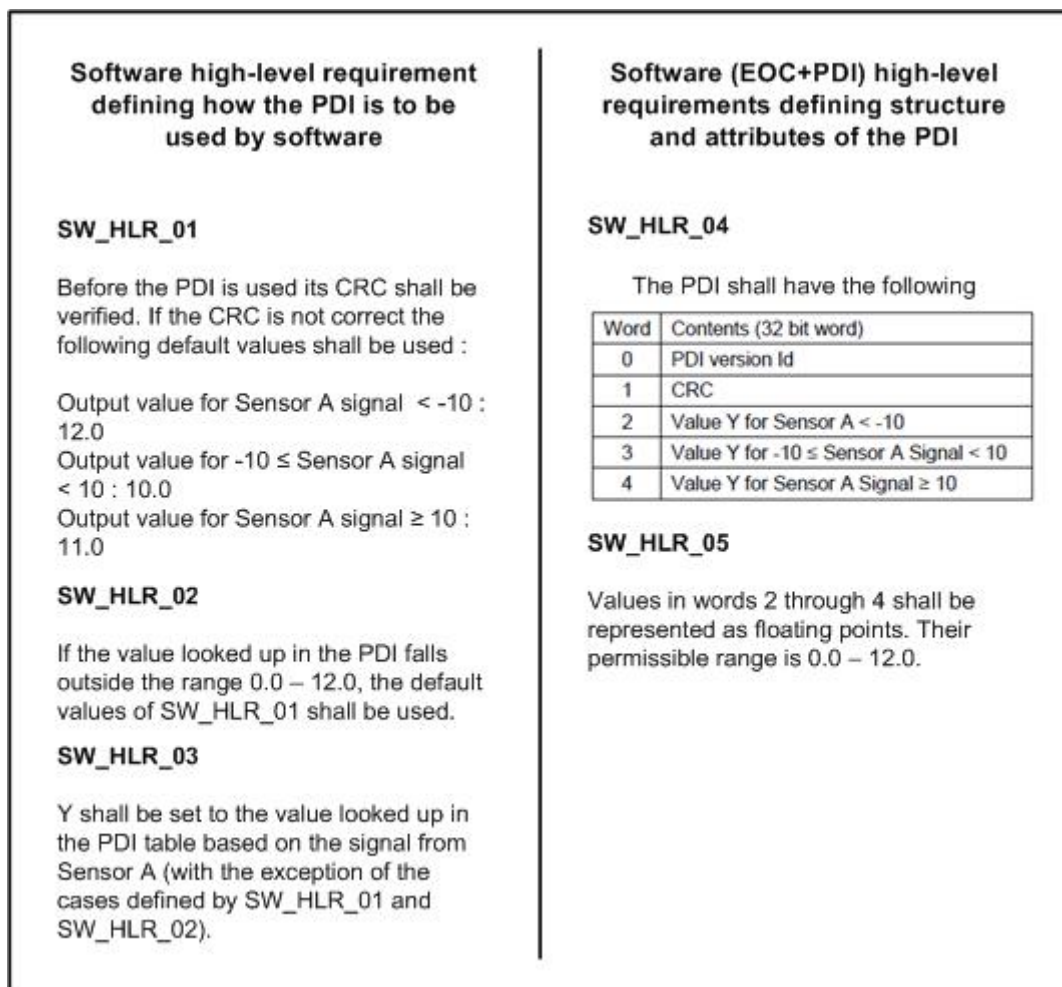 Software high-level requirement
defining how the PDI is to be
used by software
SW_HLR_01
Before the PDI is used its CRC shall be
verified. If the CRC is not correct the
following default values shall be used :
Output value for Sensor A signal < -10 :
12.0
Output value for -10 ≤ Sensor A signal
< 10 : 10.0
Output value for Sensor A signal ≥ 10 :
11.0
SW_HLR_02
If the value looked up in the PDI falls
outside the range 0.0 – 12.0, the default
values of SW_HLR_01 shall be used.
SW_HLR_03
Y shall be set to the value looked up in
the PDI table based on the signal from
Sensor A (with the exception of the
cases defined by SW_HLR_01 and
SW_HLR_02).
Software (EOC+PDI) high-level
requirements defining structure
and attributes of the PDI
SW_HLR_04
The PDI shall have the following
Word Contents (32 bit word)
0 PDI version Id
1 CRC
2 Value Y for Sensor A < -10
3 Value Y for -10 ≤ Sensor A Signal < 10
4 Value Y for Sensor A Signal ≥ 10
SW_HLR_05
Values in words 2 through 4 shall be
represented as floating points. Their
permissible range is 0.0 – 12.0.